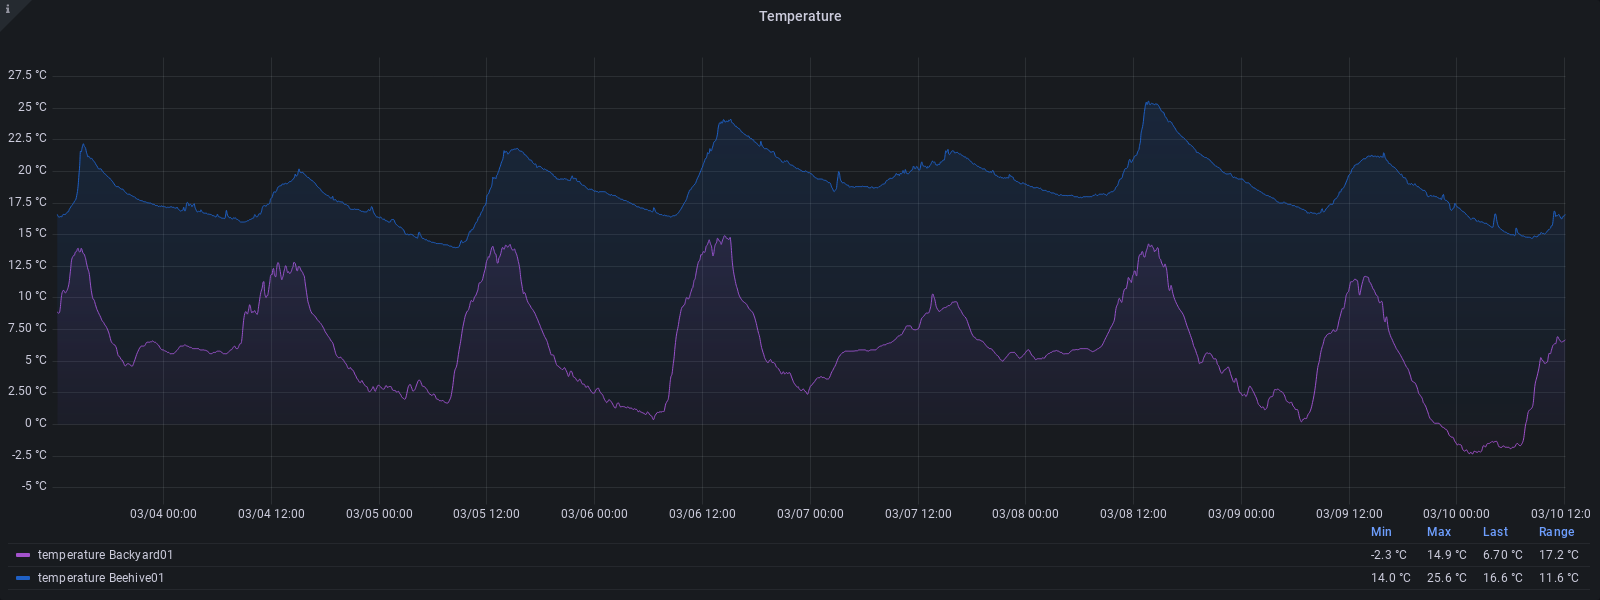 i
Temperature
27.5 °C
25 °C
22.5 °C
20 °C
17.5 °C
15 °C
12.5 °C
10 °C
7.50 °C
5 °C
2.50 °C
0 °C
-2.5 °C
-5 °C
03/04 00:00 03/04 12:00 03/05 00:00 03/05 12:00 03/06 00:00 03/06 12:00 03/07 00:00 03/07 12:00 03/08 00:00 03/08 12:00 03/09 00:00 03/09 12:00 03/10 00:00 03/10 12:0
Min Max Last Range
temperature Backyard01 -2.3 °C 14.9 °C 6.70 °C 17.2 °C
temperature Beehive01 14.0 °C 25.6 °C 16.6 °C 11.6 °C